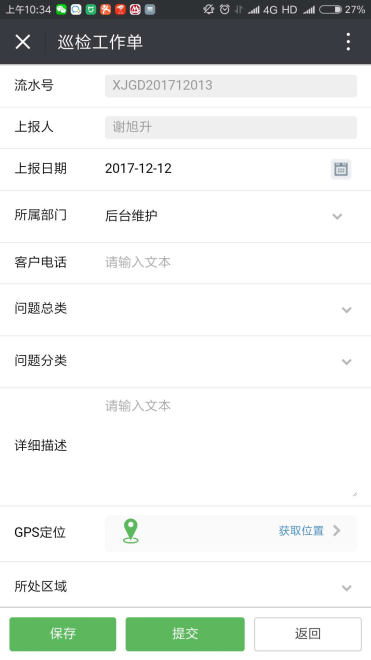 上午10:34 4G HD 27%
巡检工作单
流水号 XJGD201712013
上报人 谢旭升
上报日期 2017-12-12
所属部门 后台维护
客户电话 请输入文本
问题总类
问题分类
请输入文本
详细描述
GPS定位 获取位置
所处区域
保存 提交 返回